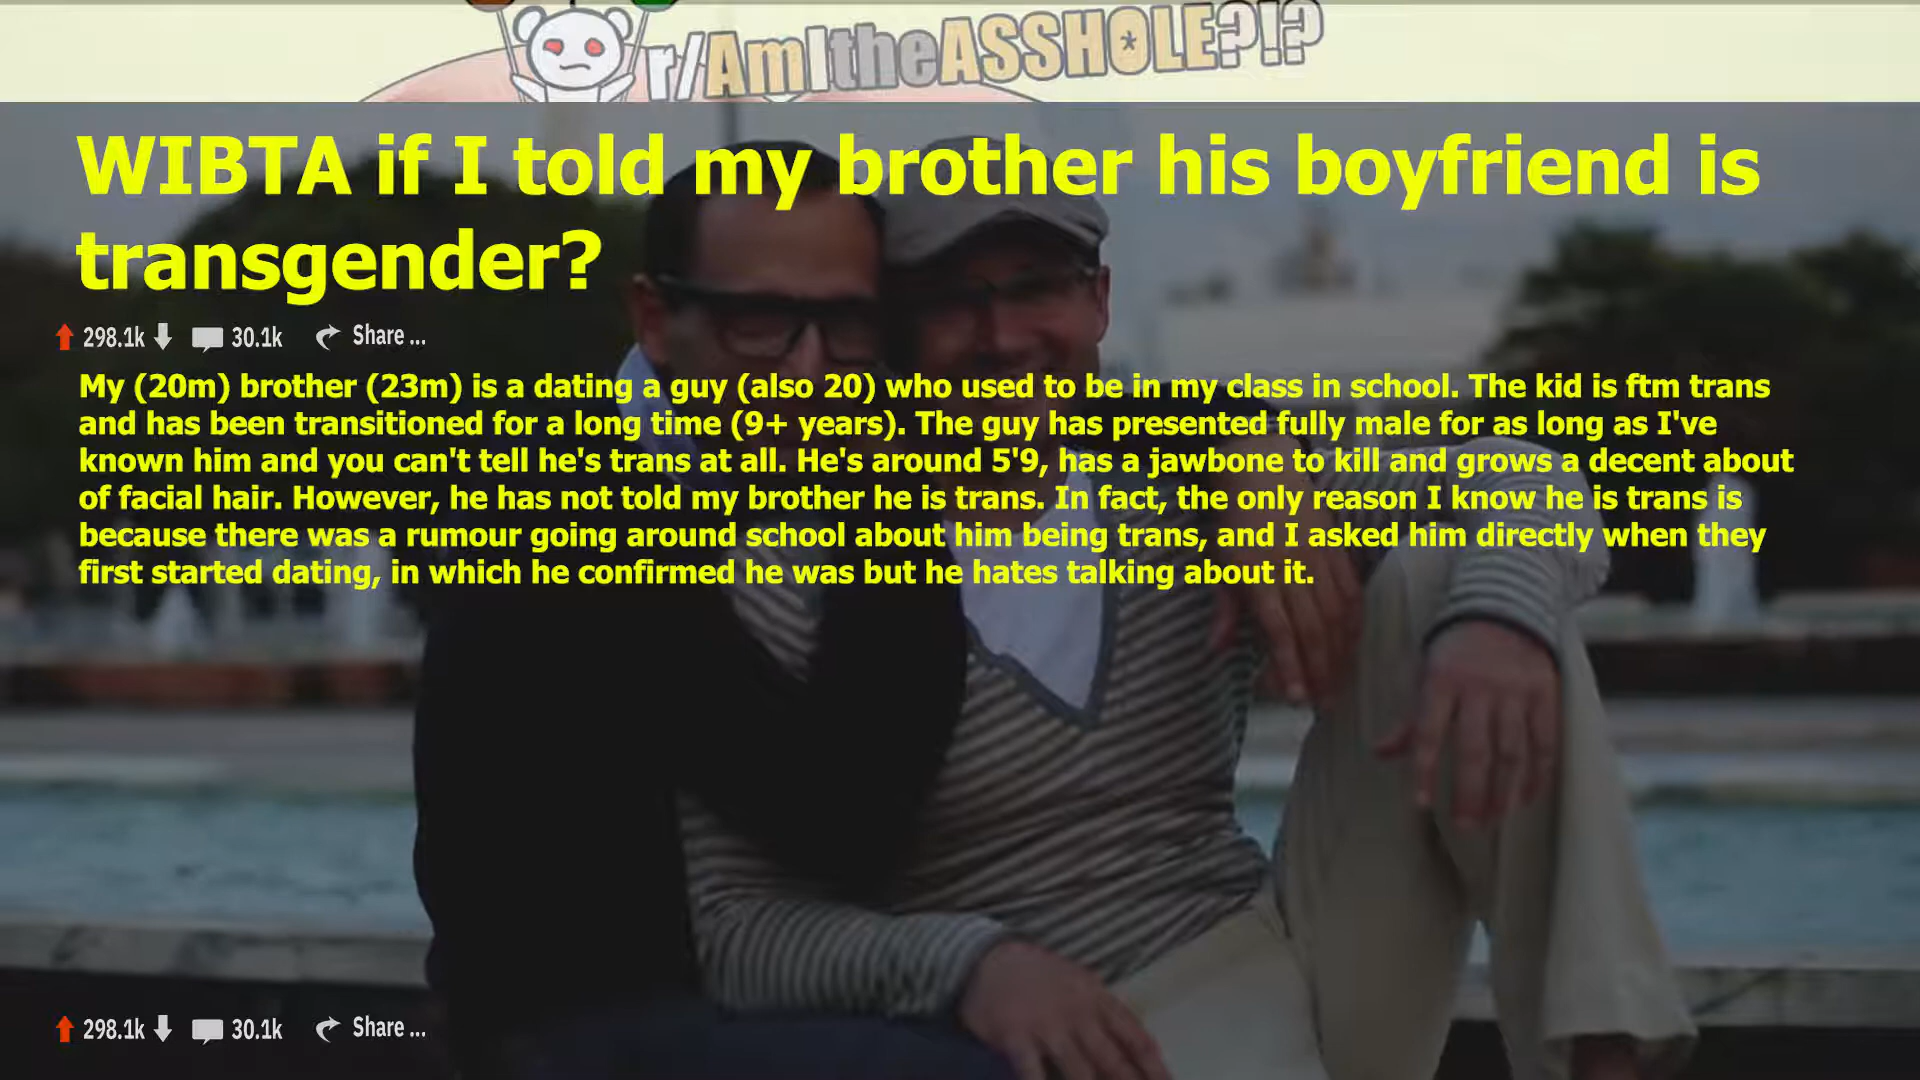 r/AmItheASSH*LE?!?
WIBTA if I told my brother his boyfriend is
transgender?
298.1k 30.1k Share ...
My (20m) brother (23m) is a dating a guy (also 20) who used to be in my class in school. The kid is ftm trans
and has been transitioned for a long time (9+ years). The guy has presented fully male for as long as I've
known him and you can't tell he's trans at all. He's around 5'9, has a jawbone to kill and grows a decent about
of facial hair. However, he has not told my brother he is trans. In fact, the only reason I know he is trans is
because there was a rumour going around school about him being trans, and I asked him directly when they
first started dating, in which he confirmed he was but he hates talking about it.
298.1k 30.1k Share ...